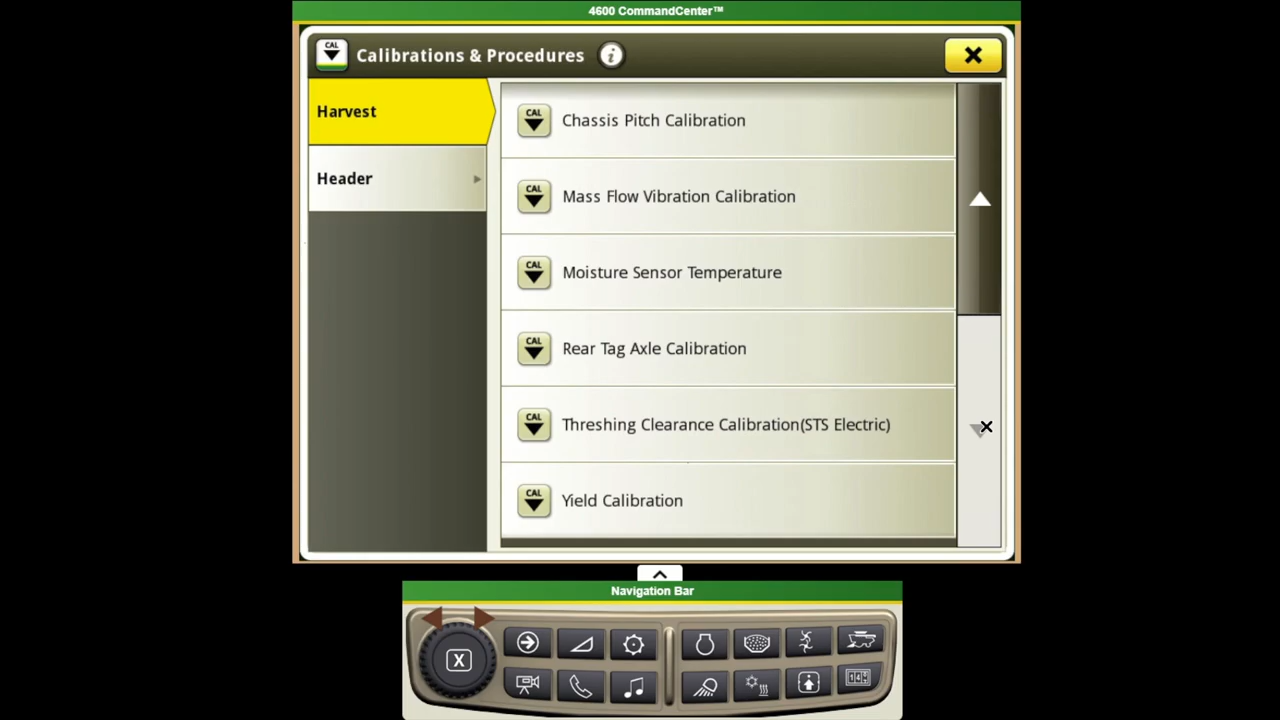 4600 CommandCenter™
CAL
Calibrations & Procedures
i
Harvest
Header
CAL
Chassis Pitch Calibration
CAL
Mass Flow Vibration Calibration
CAL
Moisture Sensor Temperature
CAL
Rear Tag Axle Calibration
CAL
Threshing Clearance Calibration(STS Electric)
CAL
Yield Calibration
Navigation Bar
X